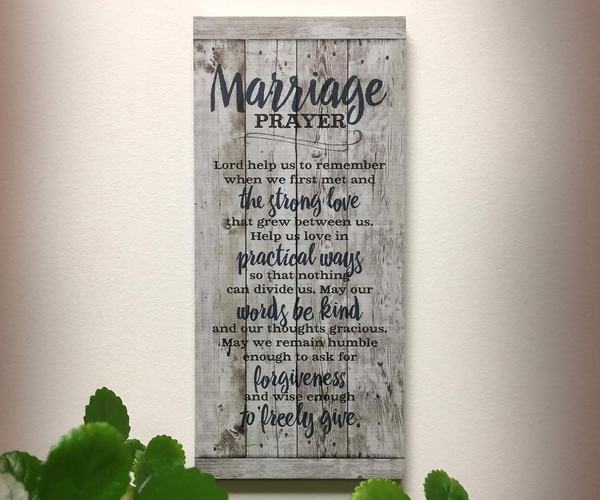 Marriage
PRAYER
Lord help us to remember
when we first met and
the strong love
that grew between us.
Help us love in
practical ways
so that nothing
can divide us. May our
words be kind
and our thoughts gracious.
May we remain humble
enough to ask for
forgiveness
and wise enough
to freely give.